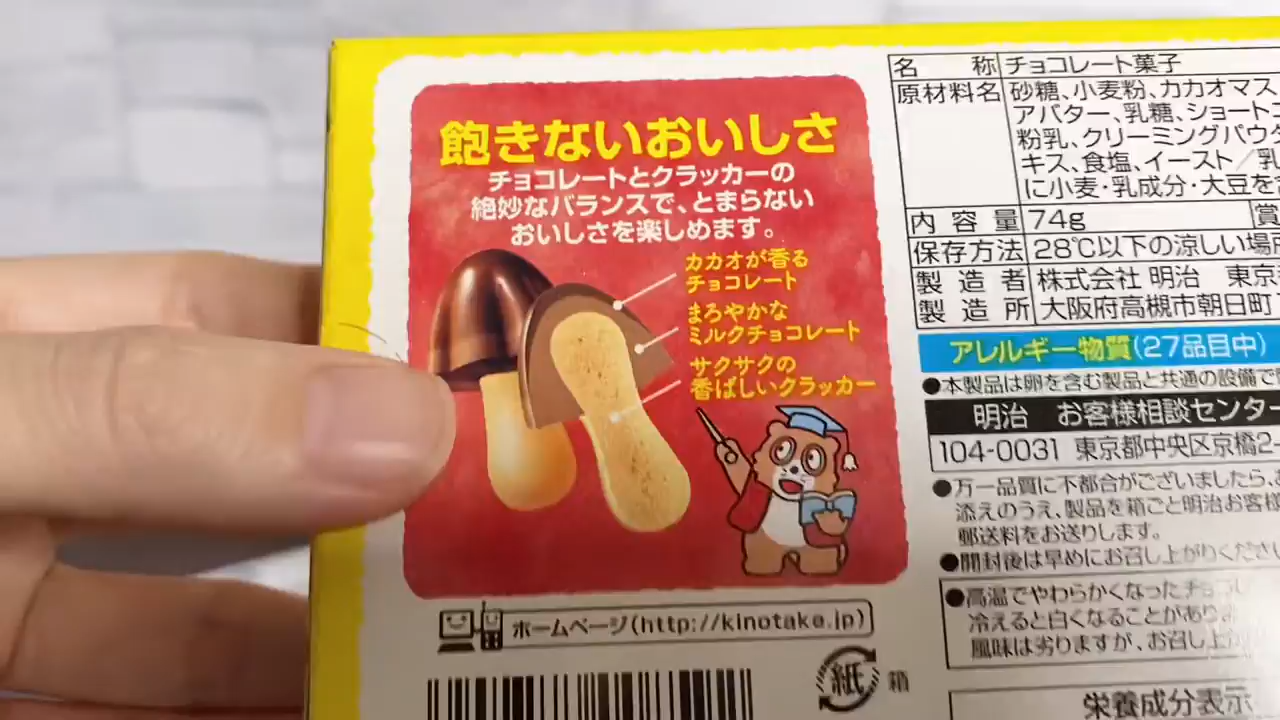 飽きないおいしさ
チョコレートとクラッカーの
絶妙なバランスで、とまらない
おいしさを楽しめます。
カカオが香る
チョコレート
まろやかな
ミルクチョコレート
サクサクの
香ばしいクラッカー
ホームページ(http://kinotake.jp)
紙 箱
名称 チョコレート菓子
原材料名 砂糖、小麦粉、カカオマス
アバター、乳糖、ショートニ
粉乳、クリーミングパウダ
キス、食塩、イースト/乳
に小麦・乳成分・大豆を含
内容量 74g 賞
保存方法 28℃以下の涼しい場所
製造者 株式会社 明治 東京
製造所 大阪府高槻市朝日町
アレルギー物質(27品目中)
●本製品は卵を含む製品と共通の設備で
明治 お客様相談センター
104-0031 東京都中央区京橋2-
●万一品質に不都合がございましたら、お
添えのうえ、製品を箱ごと明治お客様
郵送料をお送りします。
●開封後は早めにお召し上がりください
●高温でやわらかくなったチョコレ
冷えると白くなることがありま
風味は劣りますが、お召し上が
栄養成分表示